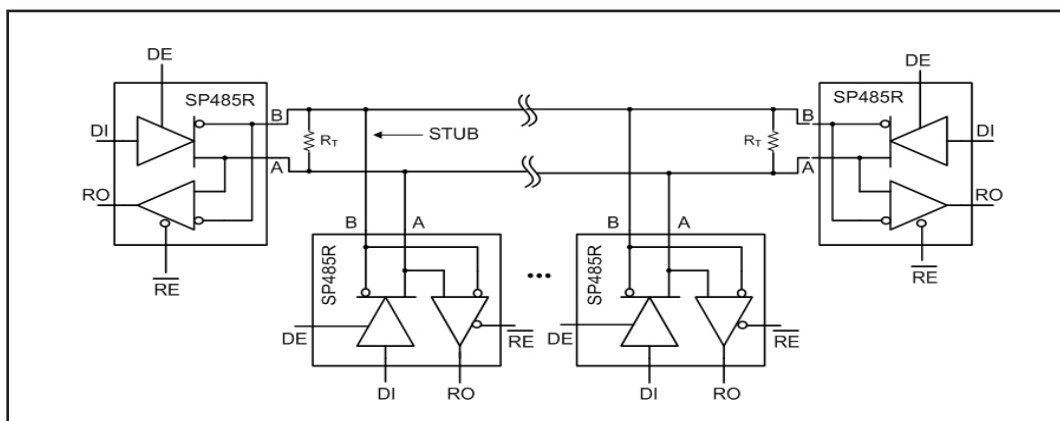 DE
SP485R
DI
B
A
RO
RE
RT
STUB
RT
DE
SP485R
B
DI
A
RO
RE
B A
SP485R
DE
RE
DI RO
...
B A
SP485R
DE
RE
DI RO